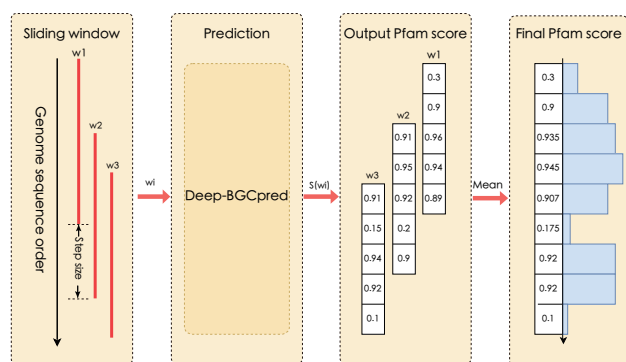 Sliding window
w1
w2
w3
Genome sequence order
Step size
wi
Prediction
Deep-BGCpred
S(wi)
Output Pfam score
w1
0.3
0.9
0.96
0.94
0.89
w2
0.91
0.95
0.92
0.2
0.9
w3
0.91
0.15
0.94
0.92
0.1
Mean
Final Pfam score
0.3
0.9
0.935
0.945
0.907
0.175
0.92
0.92
0.1